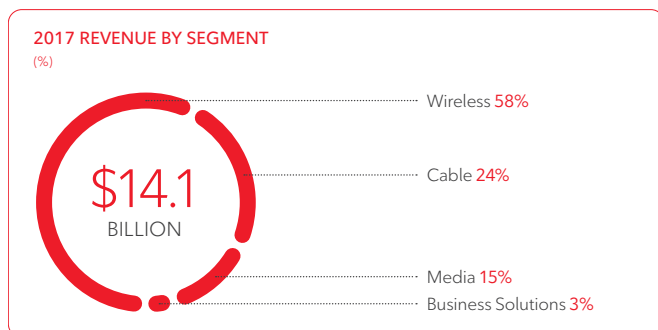 2017 REVENUE BY SEGMENT
(%)
Wireless 58%
$14.1
BILLION
Cable 24%
Media 15%
Business Solutions 3%